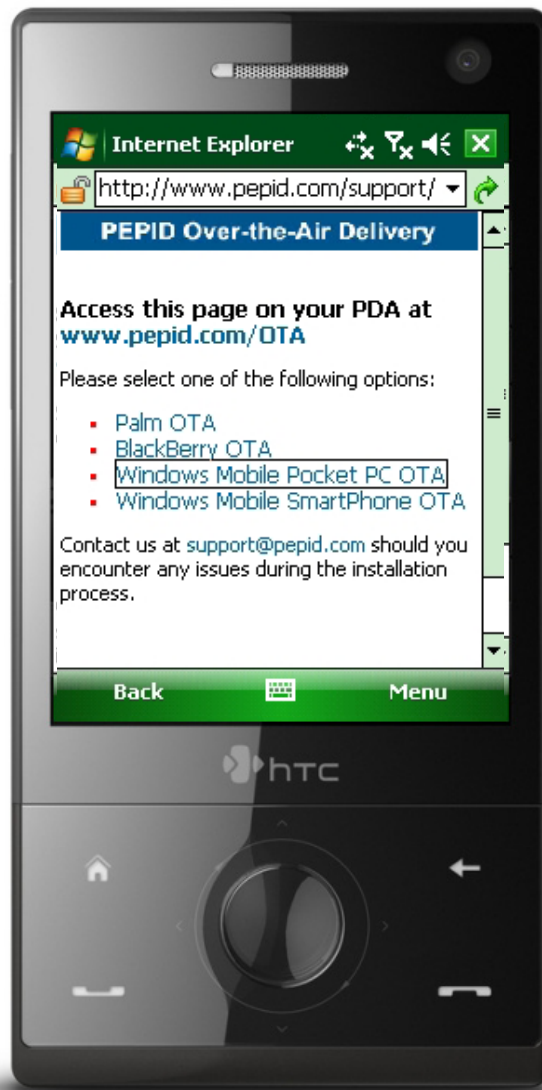 Internet Explorer
http://www.pepid.com/support/
PEPID Over-the-Air Delivery
Access this page on your PDA at
www.pepid.com/OTA
Please select one of the following options:
Palm OTA
BlackBerry OTA
Windows Mobile Pocket PC OTA
Windows Mobile SmartPhone OTA
Contact us at support@pepid.com should you
encounter any issues during the installation
process.
Back Menu
hTC